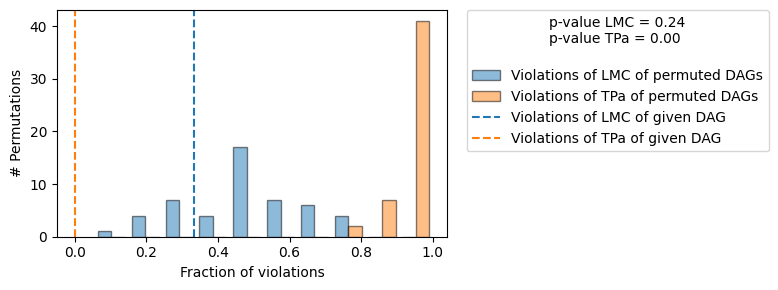 p-value LMC = 0.24
p-value TPa = 0.00
Violations of LMC of permuted DAGs
Violations of TPa of permuted DAGs
Violations of LMC of given DAG
Violations of TPa of given DAG
# Permutations
40
30
20
10
0
0.0 0.2 0.4 0.6 0.8 1.0
Fraction of violations